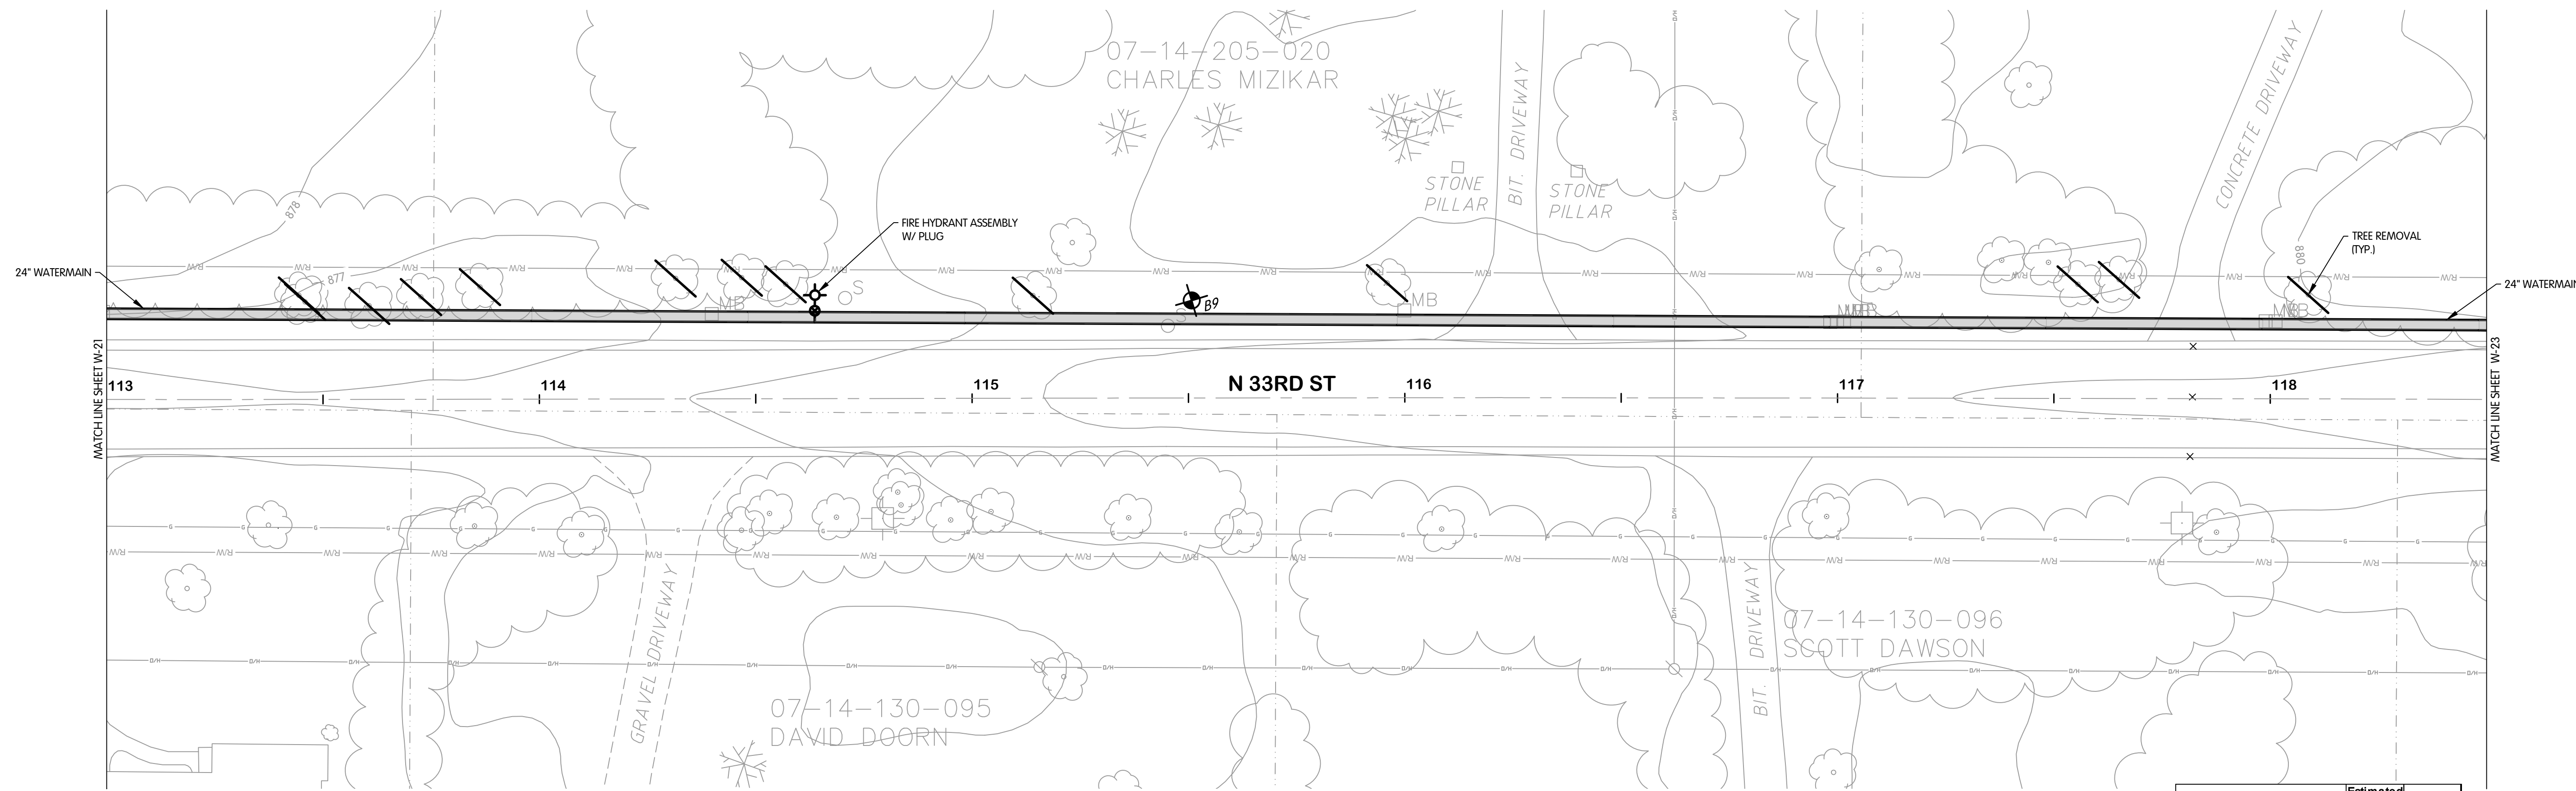 07-14-205-020
CHARLES MIZIKAR
BIT. DRIVEWAY
CONCRETE DRIVEWAY
STONE
PILLAR
STONE
PILLAR
878
FIRE HYDRANT ASSEMBLY
W/ PLUG
TREE REMOVAL
(TYP.)
880
24" WATERMAIN
877
R/W
S
MB
B9
S
MB
MB
MB
24" WATERMAIN
MATCH LINE SHEET W-21
113
114
115
N 33RD ST
116
117
118
MATCH LINE SHEET W-23
G
R/W
GRAVEL DRIVEWAY
BIT. DRIVEWAY
07-14-130-096
SCOTT DAWSON
07-14-130-095
DAVID DOORN
Estimated